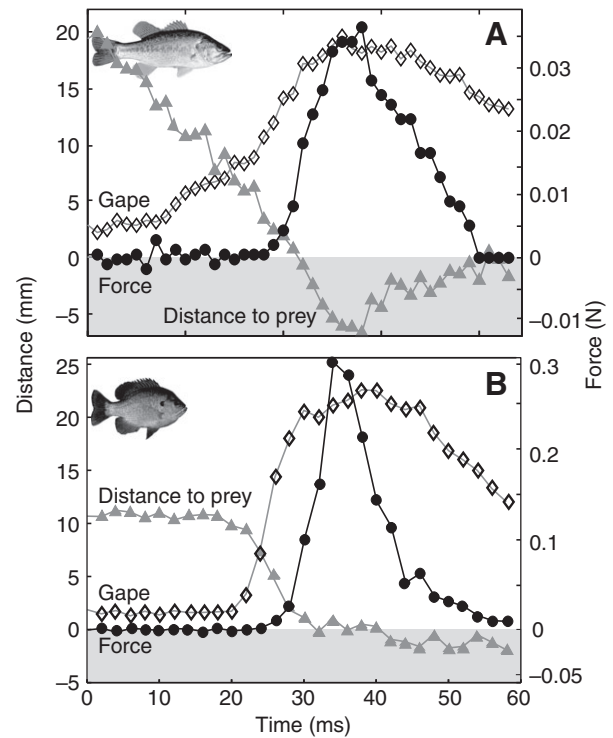 A
20
15
10
5
0
–5
0.03
0.02
0.01
0
–0.01
Gape
Force
Distance to prey
Distance (mm)
Force (N)
B
25
20
15
10
5
0
–5
0.3
0.2
0.1
0
–0.05
Distance to prey
Gape
Force
0 10 20 30 40 50 60
Time (ms)